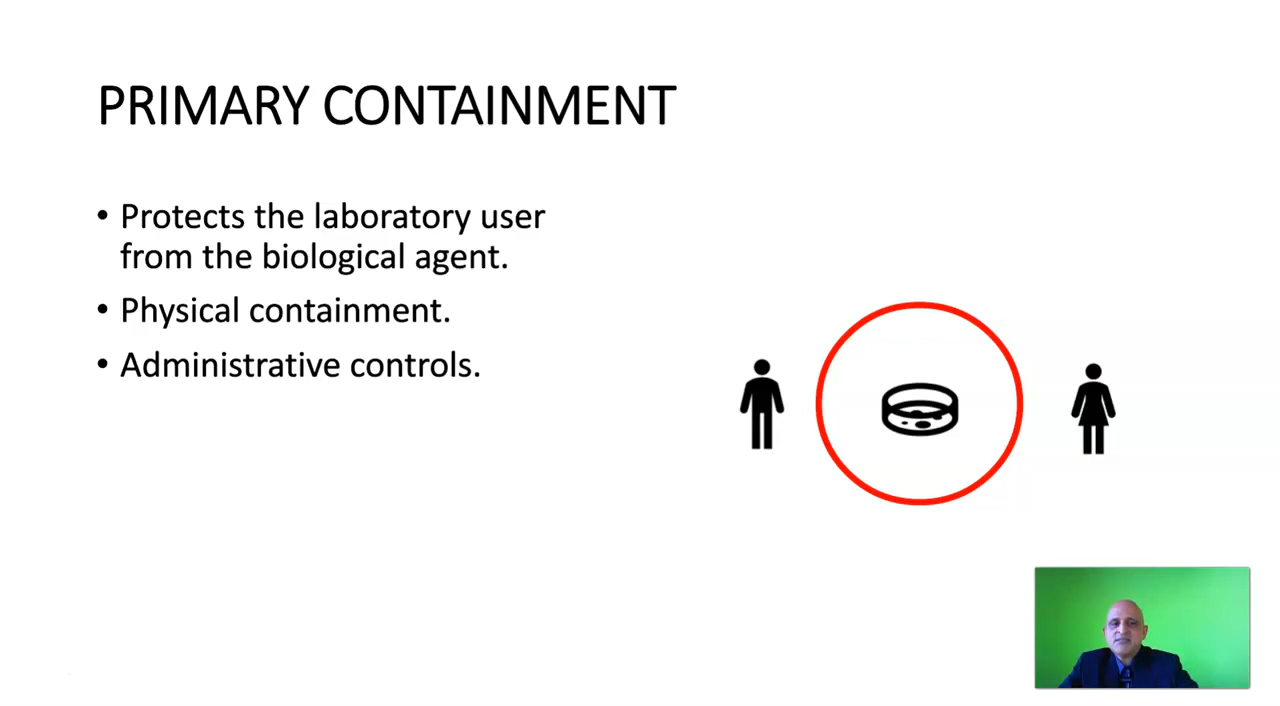 PRIMARY CONTAINMENT
• Protects the laboratory user
from the biological agent.
• Physical containment.
• Administrative controls.